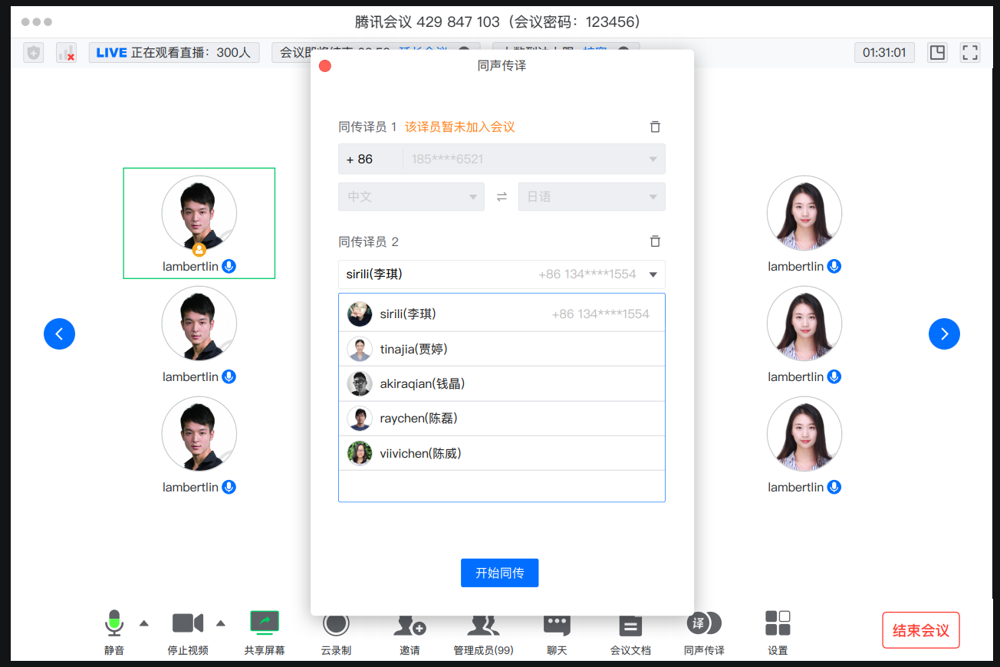 腾讯会议 429 847 103（会议密码：123456）
LIVE 正在观看直播：300人
01:31:01
同声传译
同传译员 1 该译员暂未加入会议
+ 86 185****6521
中文 ⇌ 日语
同传译员 2
sirili(李琪) +86 134****1554
sirili(李琪) +86 134****1554
tinajia(贾婷)
akiraqian(钱晶)
raychen(陈磊)
viivichen(陈威)
开始同传
lambertlin
lambertlin
lambertlin
lambertlin
lambertlin
lambertlin
静音
停止视频
共享屏幕
云录制
邀请
管理成员(99)
聊天
会议文档
译
同声传译
设置
结束会议